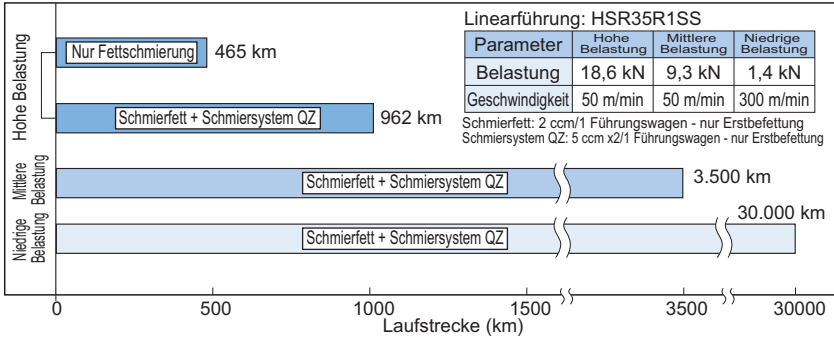 Linearführung: HSR35R1SS
Parameter Hohe Belastung Mittlere Belastung Niedrige Belastung
Belastung 18,6 kN 9,3 kN 1,4 kN
Geschwindigkeit 50 m/min 50 m/min 300 m/min
Schmierfett: 2 ccm/1 Führungswagen - nur Erstbefettung
Schmiersystem QZ: 5 ccm x2/1 Führungswagen - nur Erstbefettung
Hohe Belastung
Nur Fettschmierung 465 km
Schmierfett + Schmiersystem QZ 962 km
Mittlere
Belastung
Schmierfett + Schmiersystem QZ 3.500 km
Niedrige
Belastung
Schmierfett + Schmiersystem QZ 30.000 km
0 500 1000 1500 3500 30000
Laufstrecke (km)